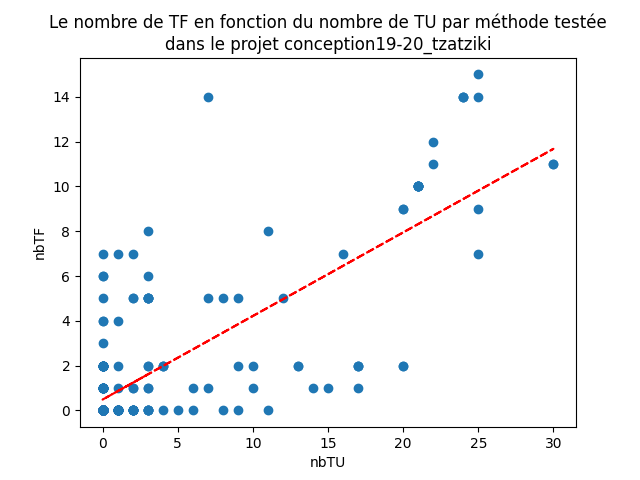 Le nombre de TF en fonction du nombre de TU par méthode testée
dans le projet conception19-20_tzatziki
14
12
10
8
6
4
2
0
nbTF
0 5 10 15 20 25 30
nbTU